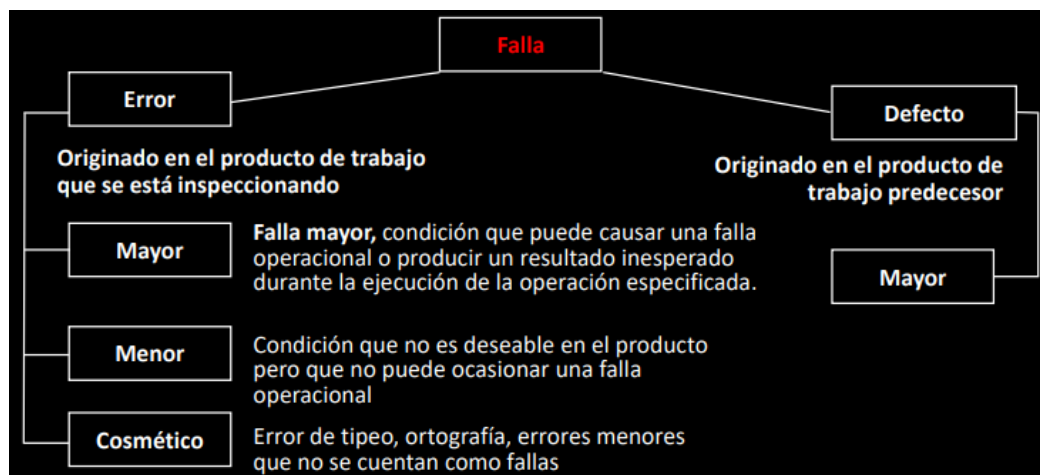 Falla
Error
Defecto
Originado en el producto de trabajo
que se está inspeccionando
Originado en el producto de
trabajo predecesor
Mayor
Falla mayor, condición que puede causar una falla
operacional o producir un resultado inesperado
durante la ejecución de la operación especificada.
Mayor
Menor
Condición que no es deseable en el producto
pero que no puede ocasionar una falla
operacional
Cosmético
Error de tipeo, ortografía, errores menores
que no se cuentan como fallas